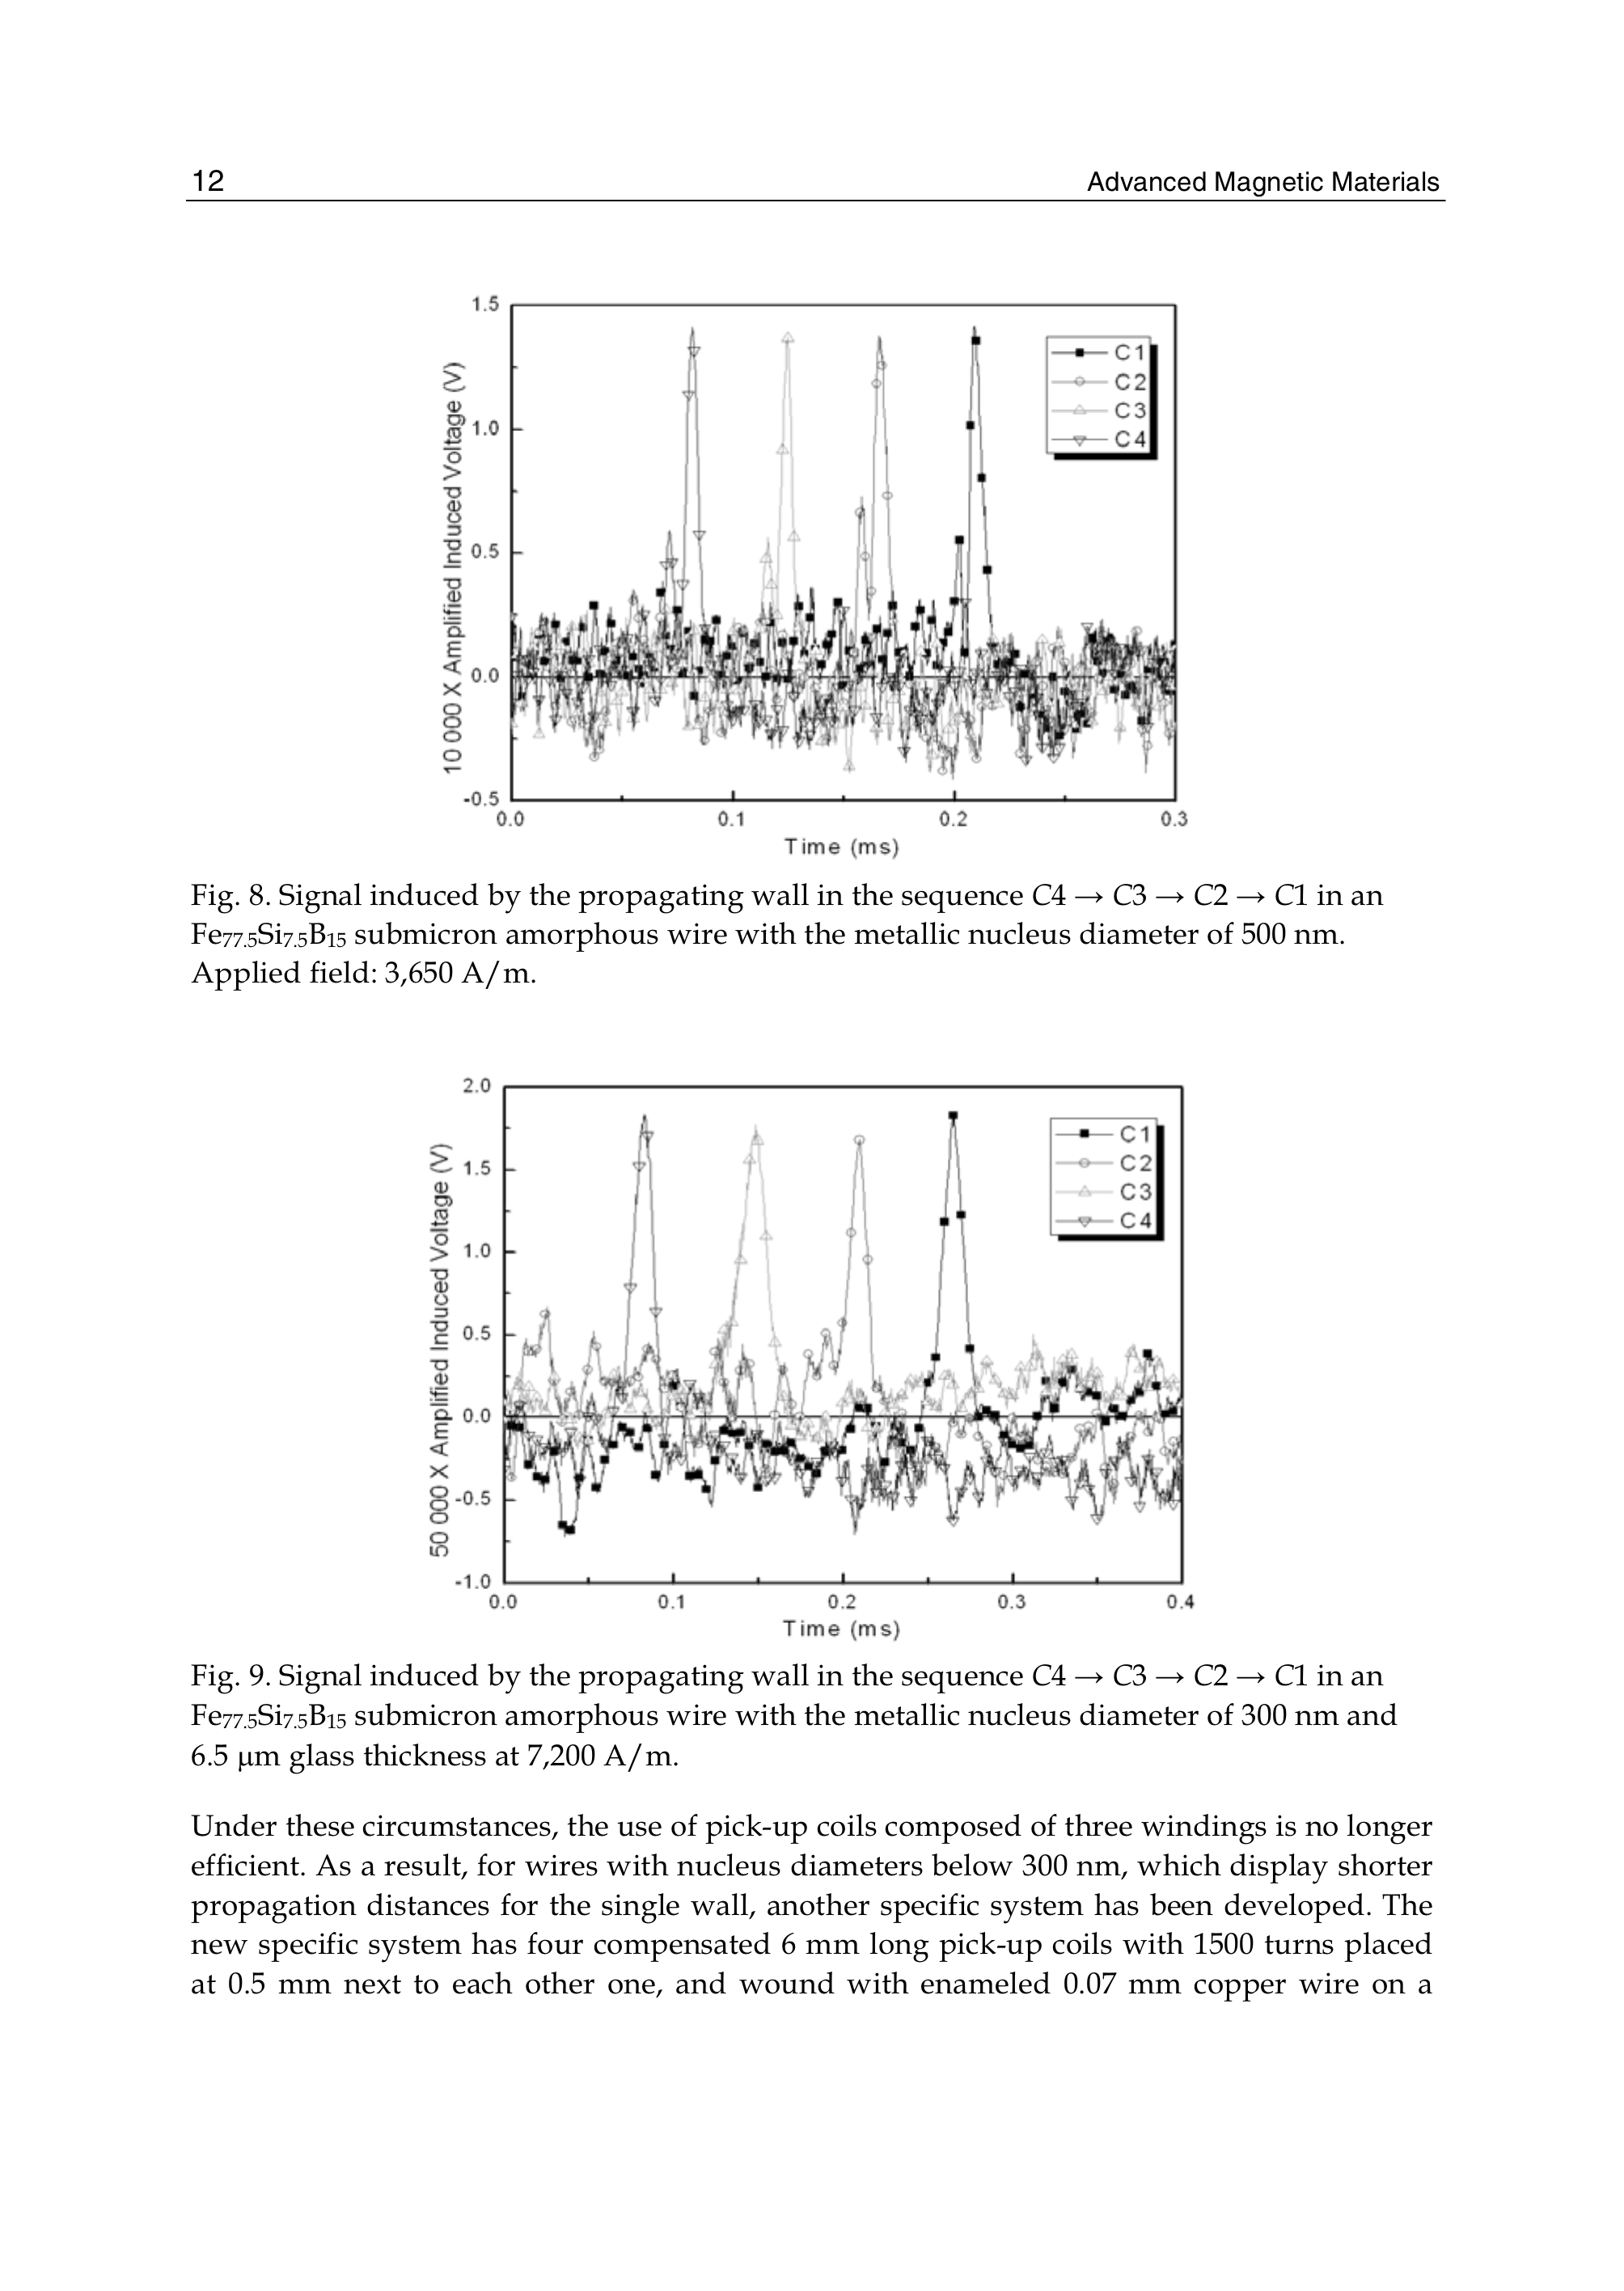 12 Advanced Magnetic Materials
1.5
1.0
0.5
0.0
-0.5
10 000 X Amplified Induced Voltage (V)
C1
C2
C3
C4
0.0 0.1 0.2 0.3
Time (ms)
Fig. 8. Signal induced by the propagating wall in the sequence C4 → C3 → C2 → C1 in an
Fe77.5Si7.5B15 submicron amorphous wire with the metallic nucleus diameter of 500 nm.
Applied field: 3,650 A/m.
2.0
1.5
1.0
0.5
0.0
-0.5
-1.0
50 000 X Amplified Induced Voltage (V)
C1
C2
C3
C4
0.0 0.1 0.2 0.3 0.4
Time (ms)
Fig. 9. Signal induced by the propagating wall in the sequence C4 → C3 → C2 → C1 in an
Fe77.5Si7.5B15 submicron amorphous wire with the metallic nucleus diameter of 300 nm and
6.5 μm glass thickness at 7,200 A/m.
Under these circumstances, the use of pick-up coils composed of three windings is no longer
efficient. As a result, for wires with nucleus diameters below 300 nm, which display shorter
propagation distances for the single wall, another specific system has been developed. The
new specific system has four compensated 6 mm long pick-up coils with 1500 turns placed
at 0.5 mm next to each other one, and wound with enameled 0.07 mm copper wire on a